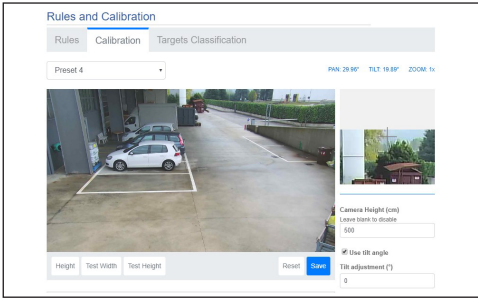 Rules and Calibration
Rules Calibration Targets Classification
Preset 4
PAN: 29.96° TILT: 19.89° ZOOM: 1x
Camera Height (cm)
Leave blank to disable
500
Use tilt angle
Height Test Width Test Height Reset Save
Tilt adjustment (°)
0